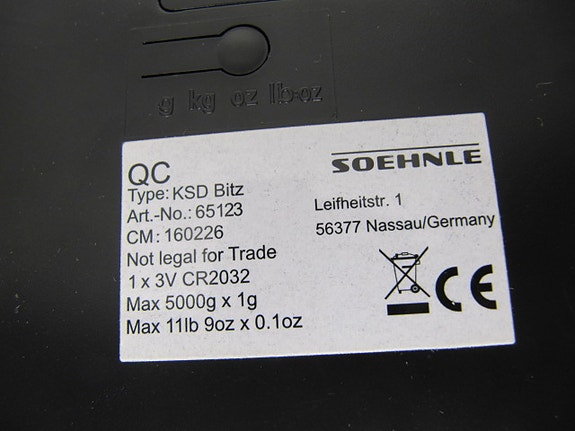 g kg oz lb:oz
QC
Type: KSD Bitz
Art.-No.: 65123
CM : 160226
Not legal for Trade
1 x 3V CR2032
Max 5000g x 1g
Max 11lb 9oz x 0.1oz
SOEHNLE
Leifheitstr. 1
56377 Nassau/Germany
CE